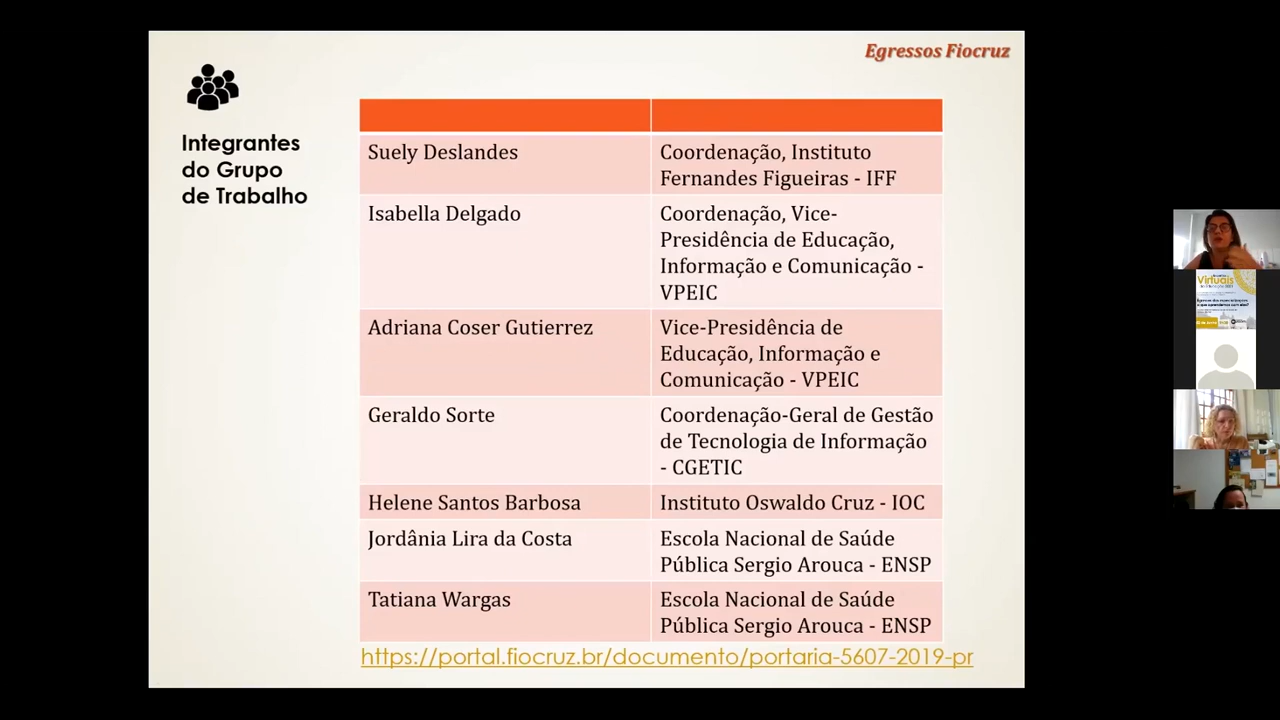 Egressos Fiocruz
Integrantes
do Grupo
de Trabalho
Suely Deslandes
Coordenação, Instituto
Fernandes Figueiras - IFF
Isabella Delgado
Coordenação, Vice-
Presidência de Educação,
Informação e Comunicação -
VPEIC
Adriana Coser Gutierrez
Vice-Presidência de
Educação, Informação e
Comunicação - VPEIC
Geraldo Sorte
Coordenação-Geral de Gestão
de Tecnologia de Informação
- CGETIC
Helene Santos Barbosa
Instituto Oswaldo Cruz - IOC
Jordânia Lira da Costa
Escola Nacional de Saúde
Pública Sergio Arouca - ENSP
Tatiana Wargas
Escola Nacional de Saúde
Pública Sergio Arouca - ENSP
https://portal.fiocruz.br/documento/portaria-5607-2019-pr
Virtuais